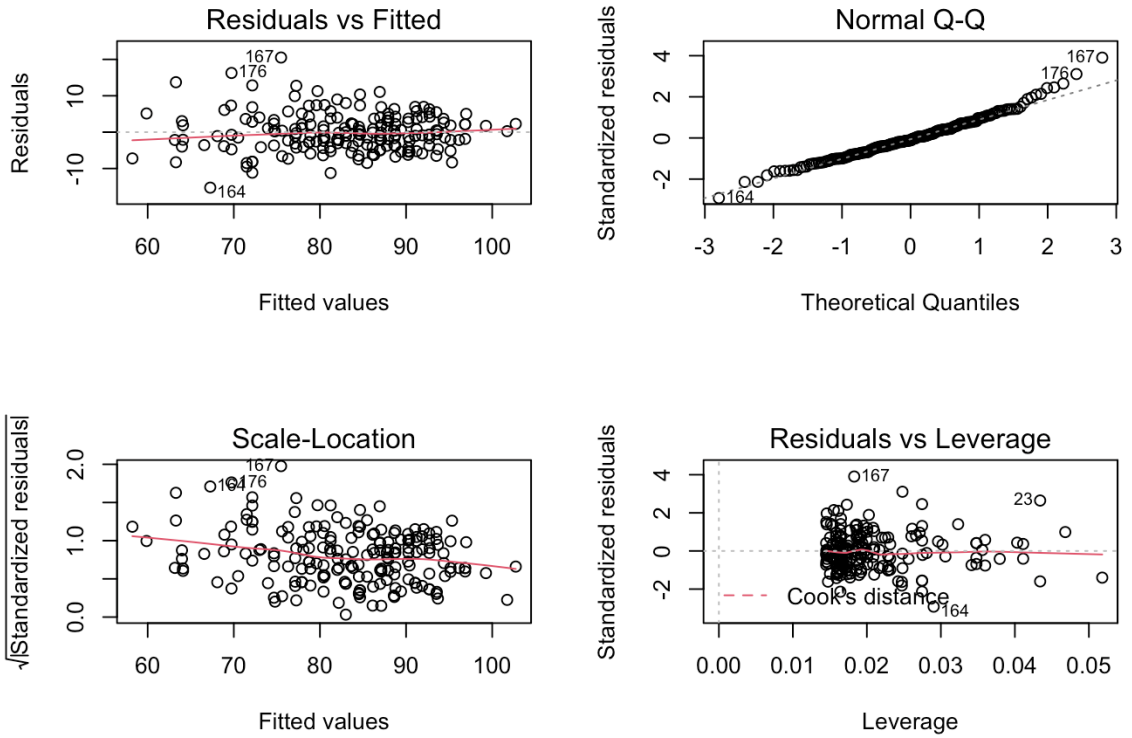 Residuals vs Fitted
Residuals
10
-10
167
176
164
60 70 80 90 100
Fitted values
Normal Q-Q
Standardized residuals
4
2
0
-2
167
176
164
-3 -2 -1 0 1 2 3
Theoretical Quantiles
Scale-Location
√|Standardized residuals|
2.0
1.0
0.0
167
164
176
60 70 80 90 100
Fitted values
Residuals vs Leverage
Standardized residuals
4
2
0
-2
167
23
Cook's distance
164
0.00 0.01 0.02 0.03 0.04 0.05
Leverage